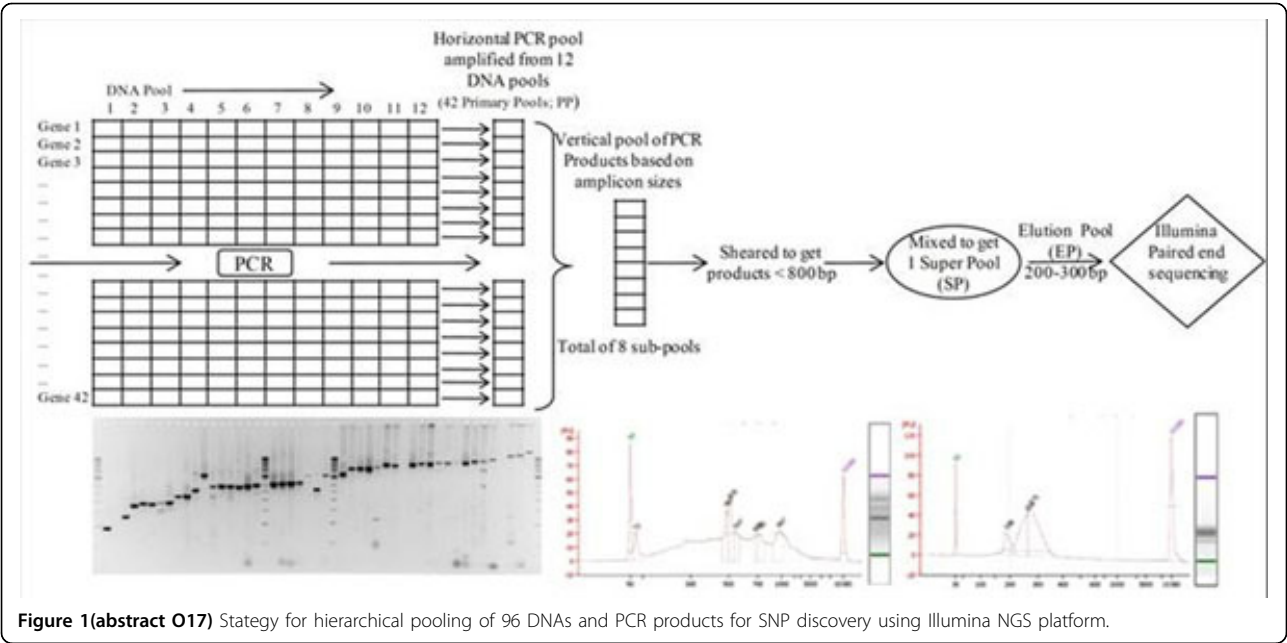 Horizontal PCR pool
amplified from 12
DNA pools
(42 Primary Pools; PP)
DNA Pool
1 2 3 4 5 6 7 8 9 10 11 12
Gene 1
Gene 2
Gene 3
Gene 42
PCR
Vertical pool of PCR
Products based on
amplicon sizes
Total of 8 sub-pools
Sheared to get
products < 800 bp
Mixed to get
1 Super Pool
(SP)
Elution Pool
(EP)
200-300 bp
Illumina
Paired end
sequencing
Figure 1(abstract O17) Stategy for hierarchical pooling of 96 DNAs and PCR products for SNP discovery using Illumina NGS platform.